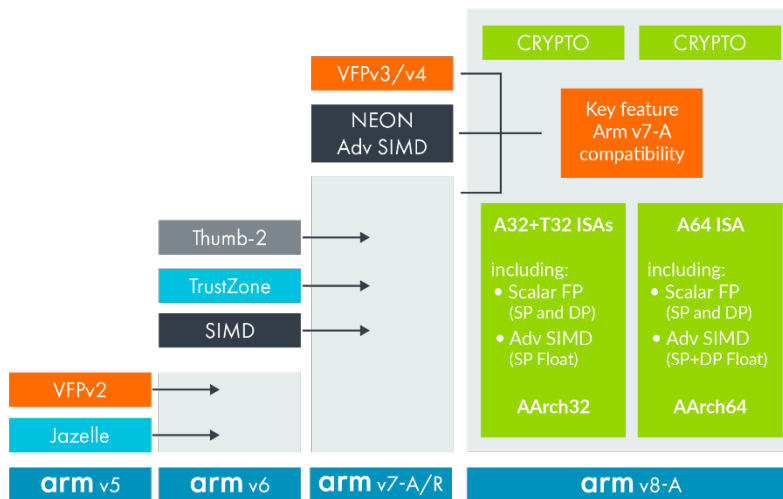 CRYPTO
CRYPTO
VFPv3/v4
NEON
Adv SIMD
Key feature
Arm v7-A
compatibility
Thumb-2
TrustZone
SIMD
A32+T32 ISAs
including:
• Scalar FP
(SP and DP)
• Adv SIMD
(SP Float)
AArch32
A64 ISA
including:
• Scalar FP
(SP and DP)
• Adv SIMD
(SP+DP Float)
AArch64
VFPv2
Jazelle
arm v5
arm v6
arm v7-A/R
arm v8-A